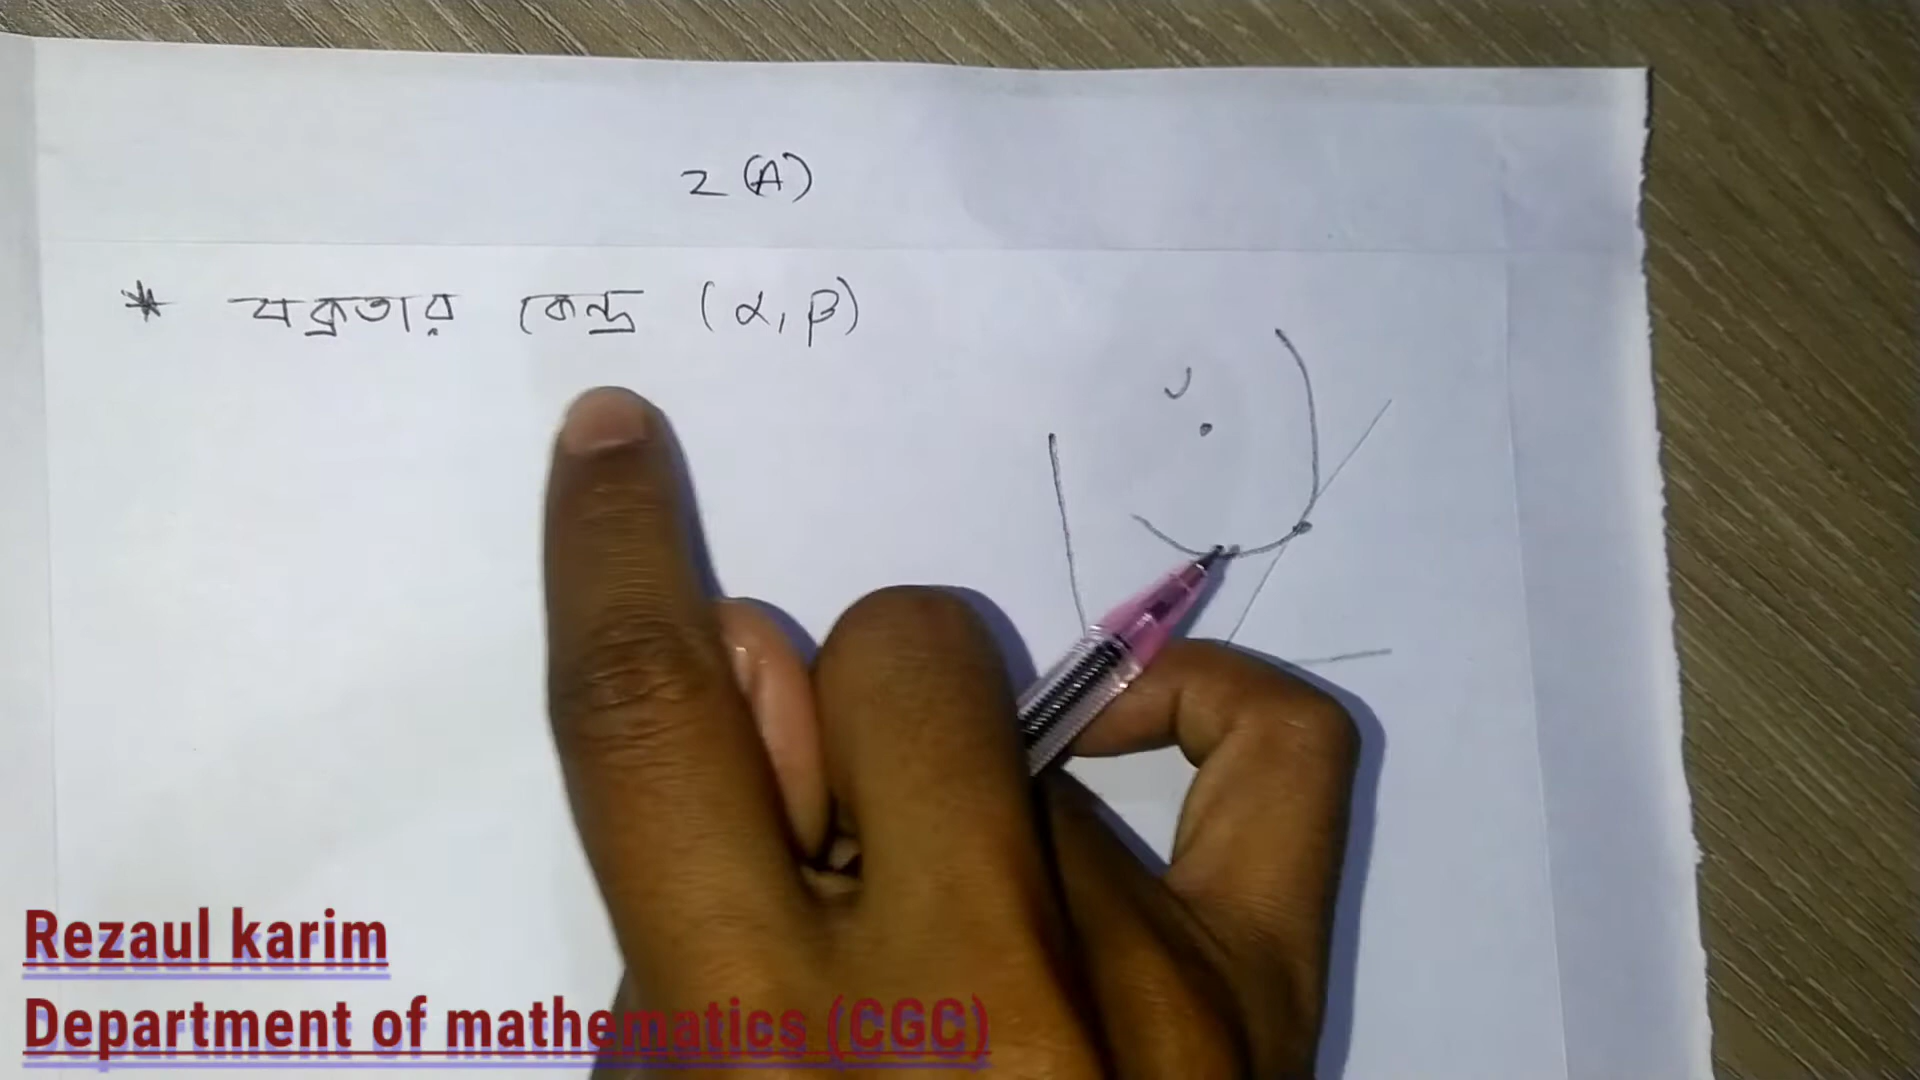 2 (A)
* বক্রতার কেন্দ্র (α, β)
Rezaul karim
Department of mathematics (CGC)